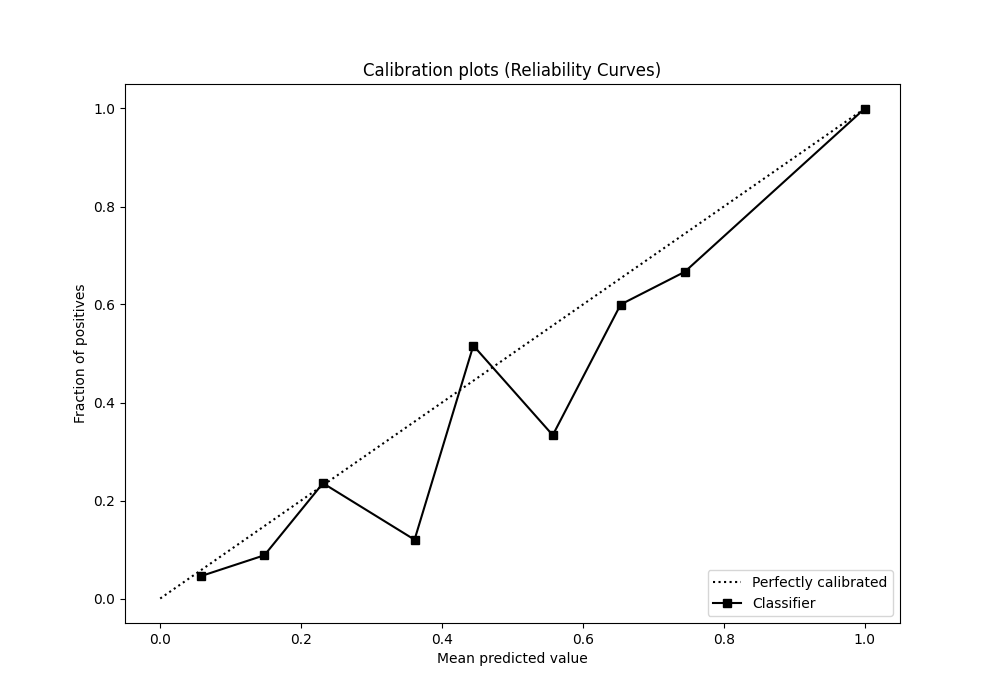 Calibration plots (Reliability Curves)
1.0
0.8
0.6
0.4
0.2
0.0
Fraction of positives
Perfectly calibrated
Classifier
0.0 0.2 0.4 0.6 0.8 1.0
Mean predicted value